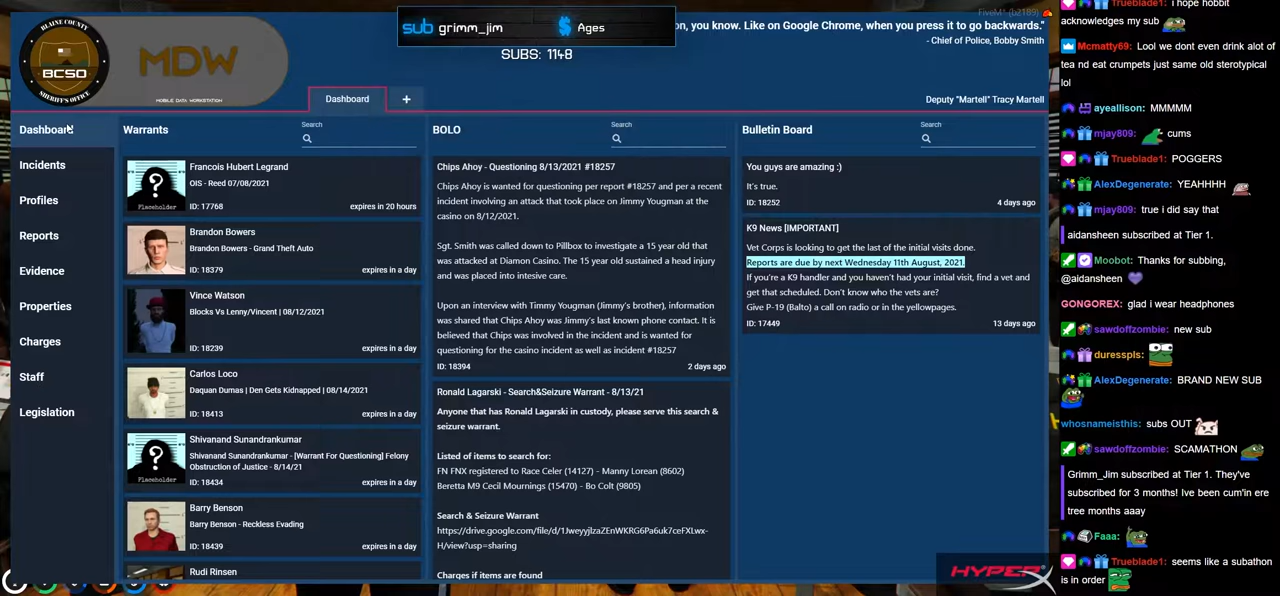 BLAINE COUNTY
BCSO
SHERIFF'S OFFICE
MDW
MOBILE DATA WORKSTATION
sub grimm_jim
$ Ages
SUBS: 1148
FiveM® (b2189)
on, you know. Like on Google Chrome, when you press it to go backwards."
- Chief of Police, Bobby Smith
Dashboard
+
Deputy "Martell" Tracy Martell
Dashboard
Incidents
Profiles
Reports
Evidence
Properties
Charges
Staff
Legislation
Warrants
Search
Francois Hubert Legrand
OIS - Reed 07/08/2021
Placeholder
ID: 17768
expires in 20 hours
Brandon Bowers
Brandon Bowers - Grand Theft Auto
ID: 18379
expires in a day
Vince Watson
Blocks Vs Lenny/Vincent | 08/12/2021
ID: 18239
expires in a day
Carlos Loco
Daquan Dumas | Den Gets Kidnapped | 08/14/2021
ID: 18413
expires in a day
Shivanand Sunandrankumar
Shivanand Sunandrankumar - [Warrant For Questioning] Felony
Obstruction of Justice - 8/14/21
Placeholder
ID: 18434
expires in a day
Barry Benson
Barry Benson - Reckless Evading
ID: 18439
expires in a day
Rudi Rinsen
BOLO
Search
Chips Ahoy - Questioning 8/13/2021 #18257
Chips Ahoy is wanted for questioning per report #18257 and per a recent
incident involving an attack that took place on Jimmy Yougman at the
casino on 8/12/2021.
Sgt. Smith was called down to Pillbox to investigate a 15 year old that
was attacked at Diamon Casino. The 15 year old sustained a head injury
and was placed into intesive care.
Upon an interview with Timmy Yougman (Jimmy's brother), information
was shared that Chips Ahoy was Jimmy's last known phone contact. It is
believed that Chips was involved in the incident and is wanted for
questioning for the casino incident as well as incident #18257
ID: 18394
2 days ago
Ronald Lagarski - Search&Seizure Warrant - 8/13/21
Anyone that has Ronald Lagarski in custody, please serve this search &
seizure warrant.
Listed of items to search for:
FN FNX registered to Race Celer (14127) - Manny Lorean (8602)
Beretta M9 Cecil Mournings (15470) - Bo Colt (9805)
Search & Seizure Warrant
https://drive.google.com/file/d/1JweyyjlzaZEnWKRG6Pa6uk7ceFXLwx-
H/view?usp=sharing
Charges if items are found
Bulletin Board
Search
You guys are amazing :)
It's true.
ID: 18252
4 days ago
K9 News [IMPORTANT]
Vet Corps is looking to get the last of the initial visits done.
Reports are due by next Wednesday 11th August, 2021.
If you're a K9 handler and you haven't had your initial visit, find a vet and
get that scheduled. Don't know who the vets are?
Give P-19 (Balto) a call on radio or in the yellowpages.
ID: 17449
13 days ago
HYPERX
Trueblade1: I hope hobbit
acknowledges my sub
Mcmatty69: Lool we dont even drink alot of
tea nd eat crumpets just same old sterotypical
lol
ayeallison: MMMMM
mjay809: cums
Trueblade1: POGGERS
AlexDegenerate: YEAHHHH
mjay809: true i did say that
aidansheen subscribed at Tier 1.
Moobot: Thanks for subbing,
@aidansheen
GONGOREX: glad i wear headphones
sawdoffzombie: new sub
duresspls:
AlexDegenerate: BRAND NEW SUB
whosnameisthis: subs OUT
sawdoffzombie: SCAMATHON
Grimm_Jim subscribed at Tier 1. They've
subscribed for 3 months! Ive been cum'in ere
tree months aaay
Faaa:
Trueblade1: seems like a subathon
is in order